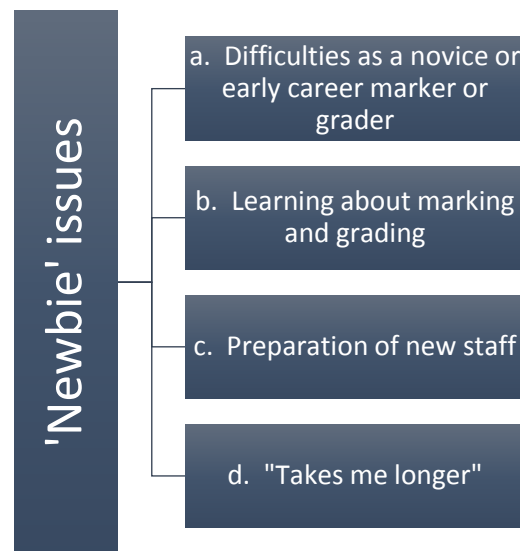 'Newbie' issues
a. Difficulties as a novice or
early career marker or
grader
b. Learning about marking
and grading
c. Preparation of new staff
d. "Takes me longer"